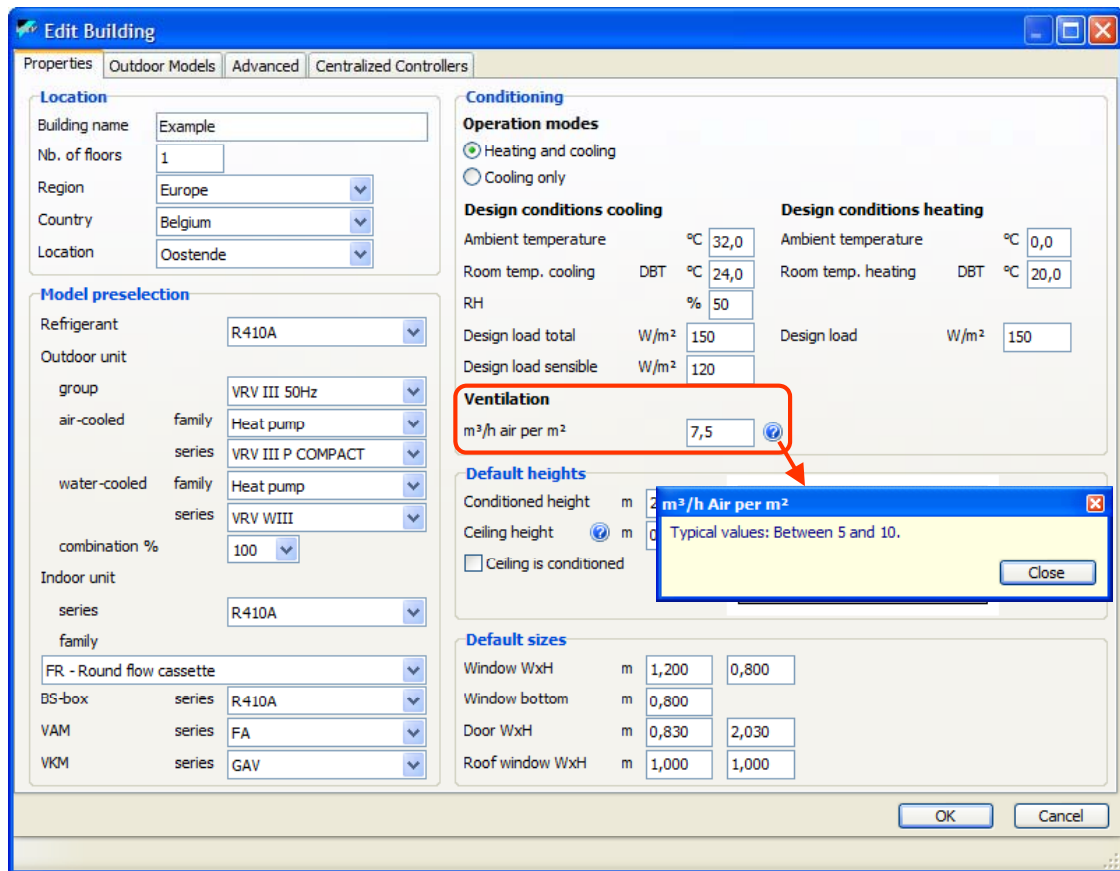 Edit Building
Properties Outdoor Models Advanced Centralized Controllers
Location
Building name Example
Nb. of floors 1
Region Europe
Country Belgium
Location Oostende
Model preselection
Refrigerant R410A
Outdoor unit
group VRV III 50Hz
air-cooled family Heat pump
series VRV III P COMPACT
water-cooled family Heat pump
series VRV WIII
combination % 100
Indoor unit
series R410A
family
FR - Round flow cassette
BS-box series R410A
VAM series FA
VKM series GAV
Conditioning
Operation modes
Heating and cooling
Cooling only
Design conditions cooling Design conditions heating
Ambient temperature ºC 32,0 Ambient temperature ºC 0,0
Room temp. cooling DBT ºC 24,0 Room temp. heating DBT ºC 20,0
RH % 50
Design load total W/m² 150 Design load W/m² 150
Design load sensible W/m² 120
Ventilation
m³/h air per m² 7,5
Default heights
Conditioned height m 2
Ceiling height m 0
Ceiling is conditioned
m³/h Air per m²
Typical values: Between 5 and 10.
Close
Default sizes
Window WxH m 1,200 0,800
Window bottom m 0,800
Door WxH m 0,830 2,030
Roof window WxH m 1,000 1,000
OK Cancel